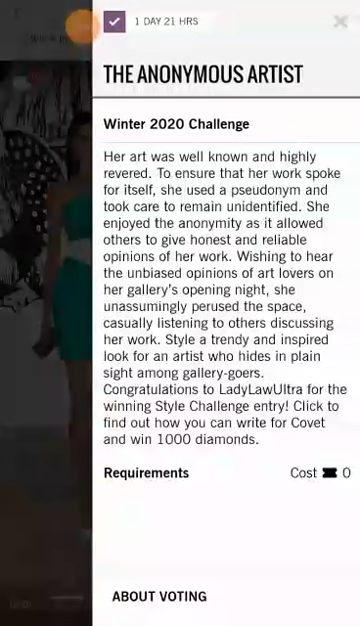 1 DAY 21 HRS
THE ANONYMOUS ARTIST
Winter 2020 Challenge
Her art was well known and highly
revered. To ensure that her work spoke
for itself, she used a pseudonym and
took care to remain unidentified. She
enjoyed the anonymity as it allowed
others to give honest and reliable
opinions of her work. Wishing to hear
the unbiased opinions of art lovers on
her gallery's opening night, she
unassumingly perused the space,
casually listening to others discussing
her work. Style a trendy and inspired
look for an artist who hides in plain
sight among gallery-goers.
Congratulations to LadyLawUltra for the
winning Style Challenge entry! Click to
find out how you can write for Covet
and win 1000 diamonds.
Requirements Cost 0
ABOUT VOTING